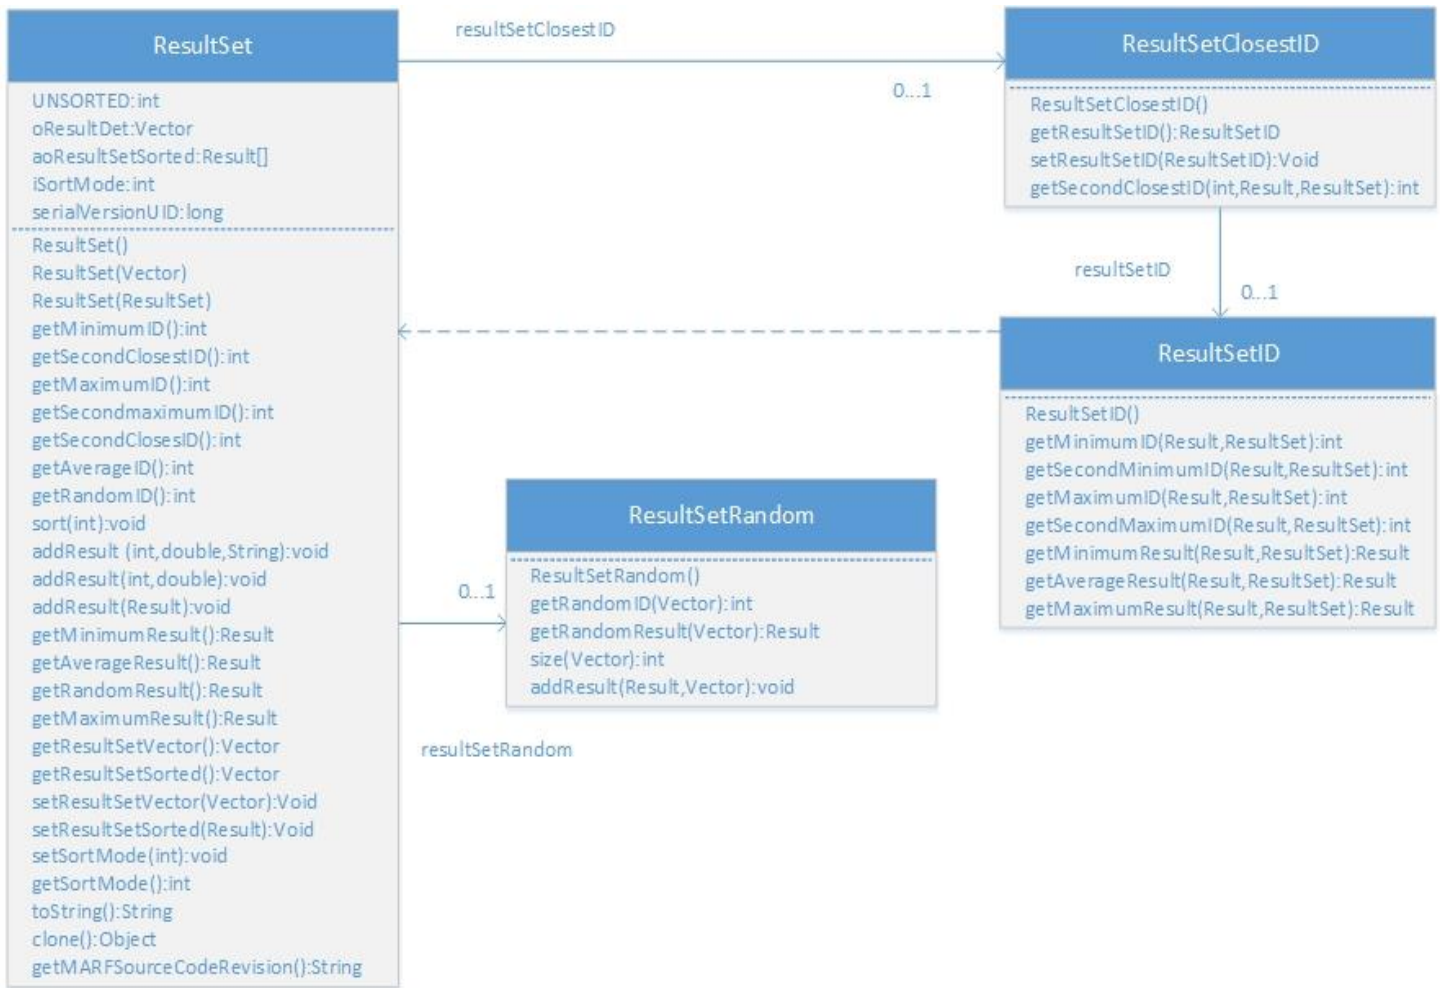 ResultSet
UNSORTED:int
oResultDet:Vector
aoResultSetSorted:Result[]
iSortMode:int
serialVersionUID:long
ResultSet()
ResultSet(Vector)
ResultSet(ResultSet)
getMinimumID():int
getSecondClosestID():int
getMaximumID():int
getSecondmaximumID():int
getSecondClosesID():int
getAverageID():int
getRandomID():int
sort(int):void
addResult (int,double,String):void
addResult(int,double):void
addResult(Result):void
getMinimumResult():Result
getAverageResult():Result
getRandomResult():Result
getMaximumResult():Result
getResultSetVector():Vector
getResultSetSorted():Vector
setResultSetVector(Vector):Void
setResultSetSorted(Result):Void
setSortMode(int):void
getSortMode():int
toString():String
clone():Object
getMARFSourceCodeRevision():String
resultSetClosestID
0...1
ResultSetClosestID
ResultSetClosestID()
getResultSetID():ResultSetID
setResultSetID(ResultSetID):Void
getSecondClosestID(int,Result,ResultSet):int
resultSetID
0...1
ResultSetID
ResultSetID()
getMinimumID(Result,ResultSet):int
getSecondMinimumID(Result,ResultSet):int
getMaximumID(Result,ResultSet):int
getSecondMaximumID(Result,ResultSet):int
getMinimumResult(Result,ResultSet):Result
getAverageResult(Result,ResultSet):Result
getMaximumResult(Result,ResultSet):Result
0...1
ResultSetRandom
ResultSetRandom()
getRandomID(Vector):int
getRandomResult(Vector):Result
size(Vector):int
addResult(Result,Vector):void
resultSetRandom